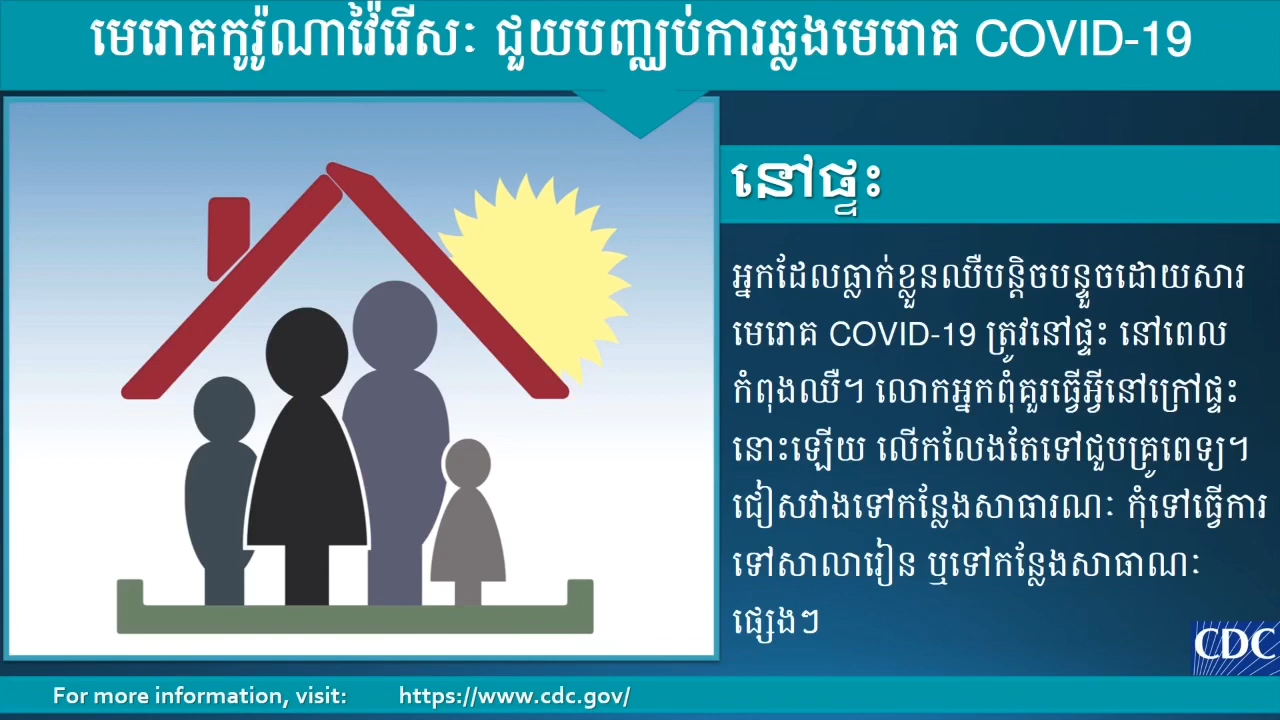 មេរោគកូរ៉ូណាវ៉ៃរើស: ជួយបញ្ឈប់ការឆ្លងមេរោគ COVID-19
នៅផ្ទះ
អ្នកដែលធ្លាក់ខ្លួនឈឺបន្តិចបន្ទួចដោយសារ
មេរោគ COVID-19 ត្រូវនៅផ្ទះ នៅពេល
កំពុងឈឺ។ លោកអ្នកពុំគួរធ្វើអ្វីនៅក្រៅផ្ទះ
នោះឡើយ លើកលែងតែទៅជួបគ្រូពេទ្យ។
ជៀសវាងទៅកន្លែងសាធារណៈ កុំទៅធ្វើការ
ទៅសាលារៀន ឬទៅកន្លែងសាធាណៈ
ផ្សេងៗ
CDC
For more information, visit: https://www.cdc.gov/